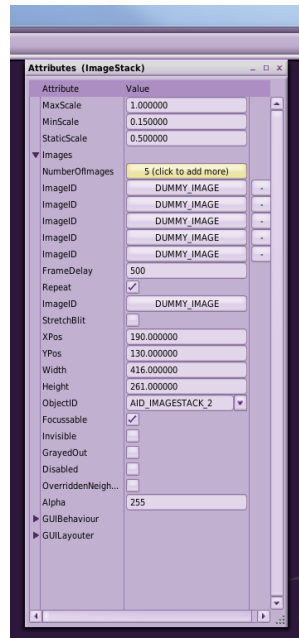 Attributes (ImageStack)
Attribute Value
MaxScale 1.000000
MinScale 0.150000
StaticScale 0.500000
Images
NumberOfImages 5 (click to add more)
ImageID DUMMY_IMAGE -
ImageID DUMMY_IMAGE -
ImageID DUMMY_IMAGE -
ImageID DUMMY_IMAGE -
ImageID DUMMY_IMAGE -
FrameDelay 500
Repeat
ImageID DUMMY_IMAGE
StretchBlit
XPos 190.000000
YPos 130.000000
Width 416.000000
Height 261.000000
ObjectID AID_IMAGESTACK_2
Focussable
Invisible
GrayedOut
Disabled
OverriddenNeigh...
Alpha 255
GUIBehaviour
GUILayouter